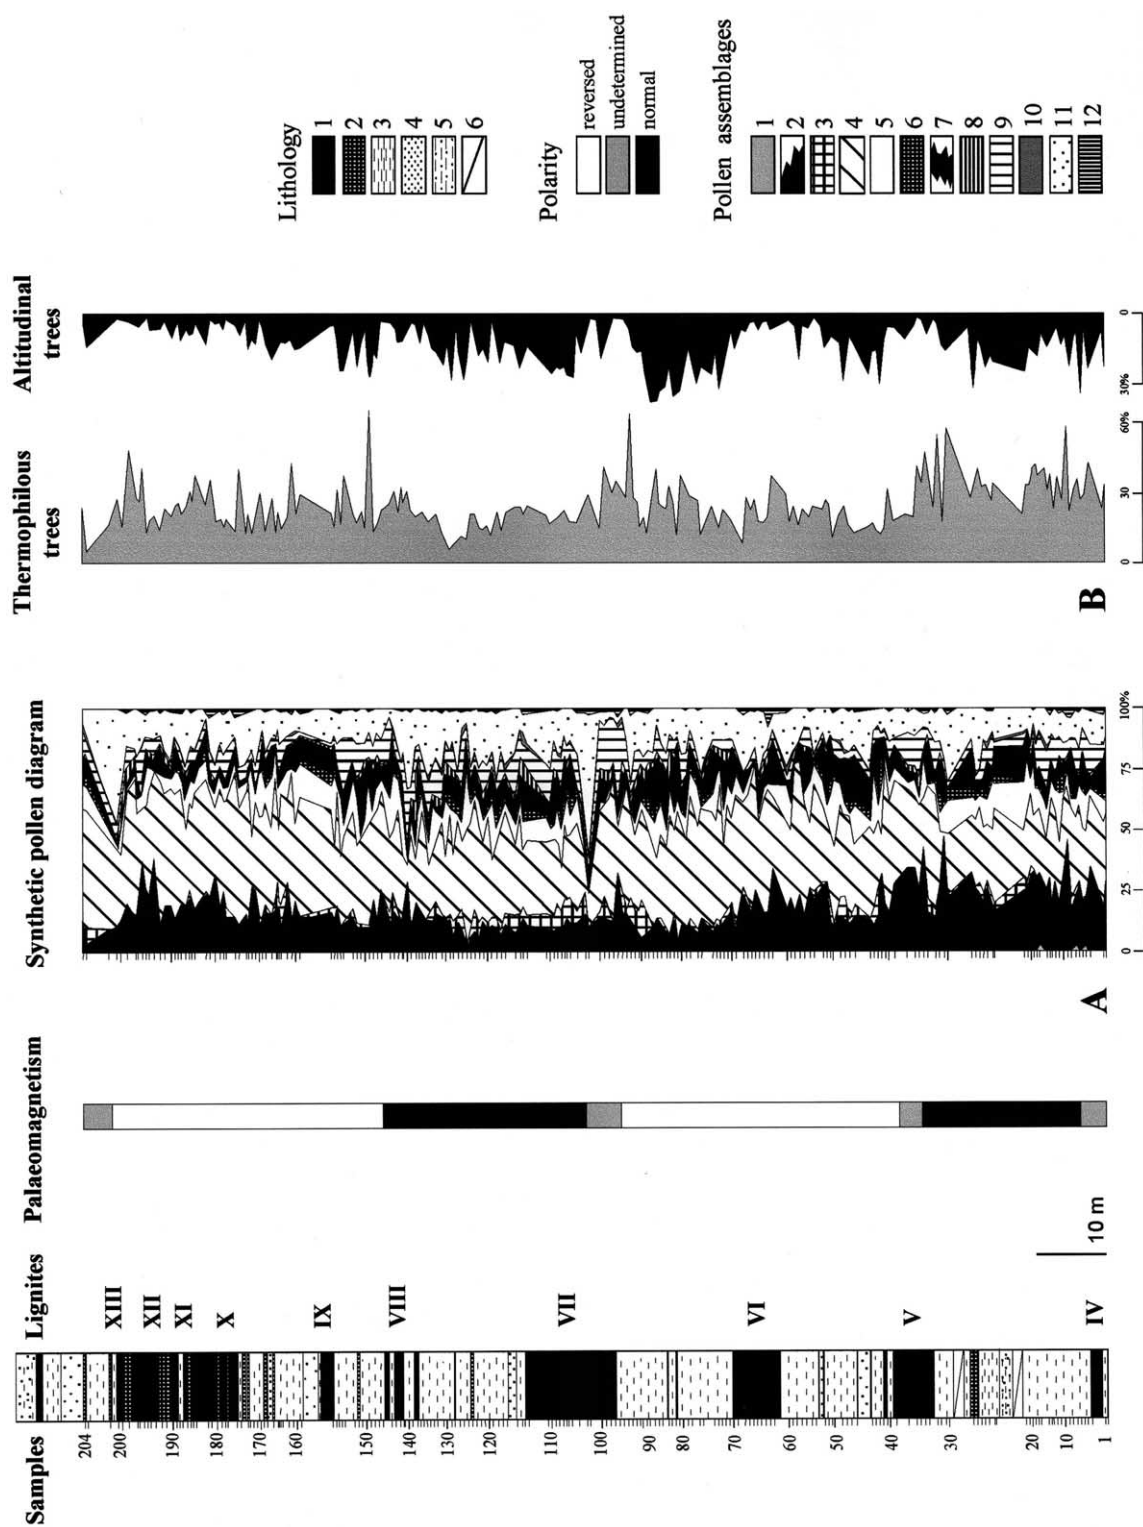 Samples
Lignites
Palaeomagnetism
Synthetic pollen diagram
Thermophilous
trees
Altitudinal
trees
204
200
190
180
170
160
150
140
130
120
110
100
90
80
70
60
50
40
30
20
10
1
XIII
XII
XI
X
IX
VIII
VII
VI
V
IV
10 m
A
0
25
50
75
100%
B
0
30
60%
30%
0
Lithology
1
2
3
4
5
6
Polarity
reversed
undetermined
normal
Pollen assemblages
1
2
3
4
5
6
7
8
9
10
11
12